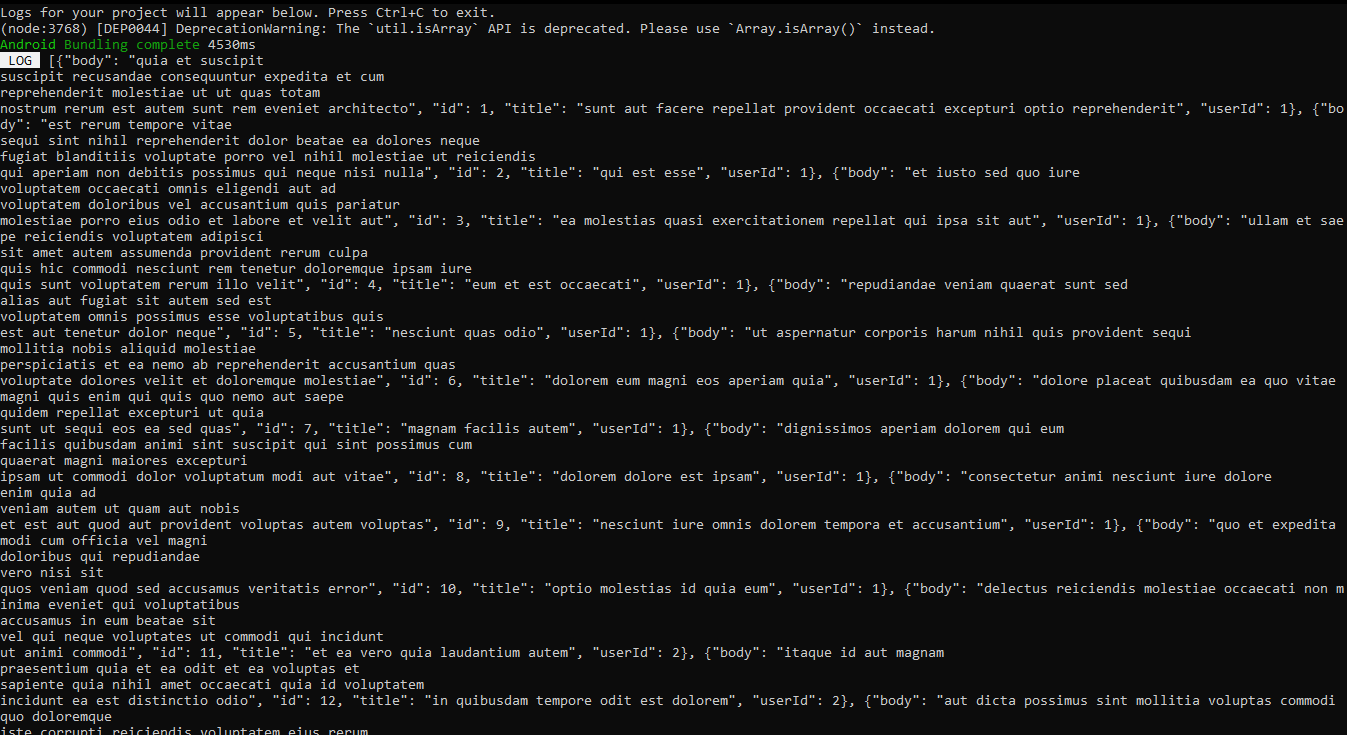 Logs for your project will appear below. Press Ctrl+C to exit.
(node:3768) [DEP0044] DeprecationWarning: The `util.isArray` API is deprecated. Please use `Array.isArray()` instead.
Android Bundling complete 4530ms
LOG [{"body": "quia et suscipit
suscipit recusandae consequuntur expedita et cum
reprehenderit molestiae ut ut quas totam
nostrum rerum est autem sunt rem eveniet architecto", "id": 1, "title": "sunt aut facere repellat provident occaecati excepturi optio reprehenderit", "userId": 1}, {"bo
dy": "est rerum tempore vitae
sequi sint nihil reprehenderit dolor beatae ea dolores neque
fugiat blanditiis voluptate porro vel nihil molestiae ut reiciendis
qui aperiam non debitis possimus qui neque nisi nulla", "id": 2, "title": "qui est esse", "userId": 1}, {"body": "et iusto sed quo iure
voluptatem occaecati omnis eligendi aut ad
voluptatem doloribus vel accusantium quis pariatur
molestiae porro eius odio et labore et velit aut", "id": 3, "title": "ea molestias quasi exercitationem repellat qui ipsa sit aut", "userId": 1}, {"body": "ullam et sae
pe reiciendis voluptatem adipisci
sit amet autem assumenda provident rerum culpa
quis hic commodi nesciunt rem tenetur doloremque ipsam iure
quis sunt voluptatem rerum illo velit", "id": 4, "title": "eum et est occaecati", "userId": 1}, {"body": "repudiandae veniam quaerat sunt sed
alias aut fugiat sit autem sed est
voluptatem omnis possimus esse voluptatibus quis
est aut tenetur dolor neque", "id": 5, "title": "nesciunt quas odio", "userId": 1}, {"body": "ut aspernatur corporis harum nihil quis provident sequi
mollitia nobis aliquid molestiae
perspiciatis et ea nemo ab reprehenderit accusantium quas
voluptate dolores velit et doloremque molestiae", "id": 6, "title": "dolorem eum magni eos aperiam quia", "userId": 1}, {"body": "dolore placeat quibusdam ea quo vitae
magni quis enim qui quis quo nemo aut saepe
quidem repellat excepturi ut quia
sunt ut sequi eos ea sed quas", "id": 7, "title": "magnam facilis autem", "userId": 1}, {"body": "dignissimos aperiam dolorem qui eum
facilis quibusdam animi sint suscipit qui sint possimus cum
quaerat magni maiores excepturi
ipsam ut commodi dolor voluptatum modi aut vitae", "id": 8, "title": "dolorem dolore est ipsam", "userId": 1}, {"body": "consectetur animi nesciunt iure dolore
enim quia ad
veniam autem ut quam aut nobis
et est aut quod aut provident voluptas autem voluptas", "id": 9, "title": "nesciunt iure omnis dolorem tempora et accusantium", "userId": 1}, {"body": "quo et expedita
modi cum officia vel magni
doloribus qui repudiandae
vero nisi sit
quos veniam quod sed accusamus veritatis error", "id": 10, "title": "optio molestias id quia eum", "userId": 1}, {"body": "delectus reiciendis molestiae occaecati non m
inima eveniet qui voluptatibus
accusamus in eum beatae sit
vel qui neque voluptates ut commodi qui incidunt
ut animi commodi", "id": 11, "title": "et ea vero quia laudantium autem", "userId": 2}, {"body": "itaque id aut magnam
praesentium quia et ea odit et ea voluptas et
sapiente quia nihil amet occaecati quia id voluptatem
incidunt ea est distinctio odio", "id": 12, "title": "in quibusdam tempore odit est dolorem", "userId": 2}, {"body": "aut dicta possimus sint mollitia voluptas commodi
quo doloremque
iste corrupti reiciendis voluptatem eius rerum